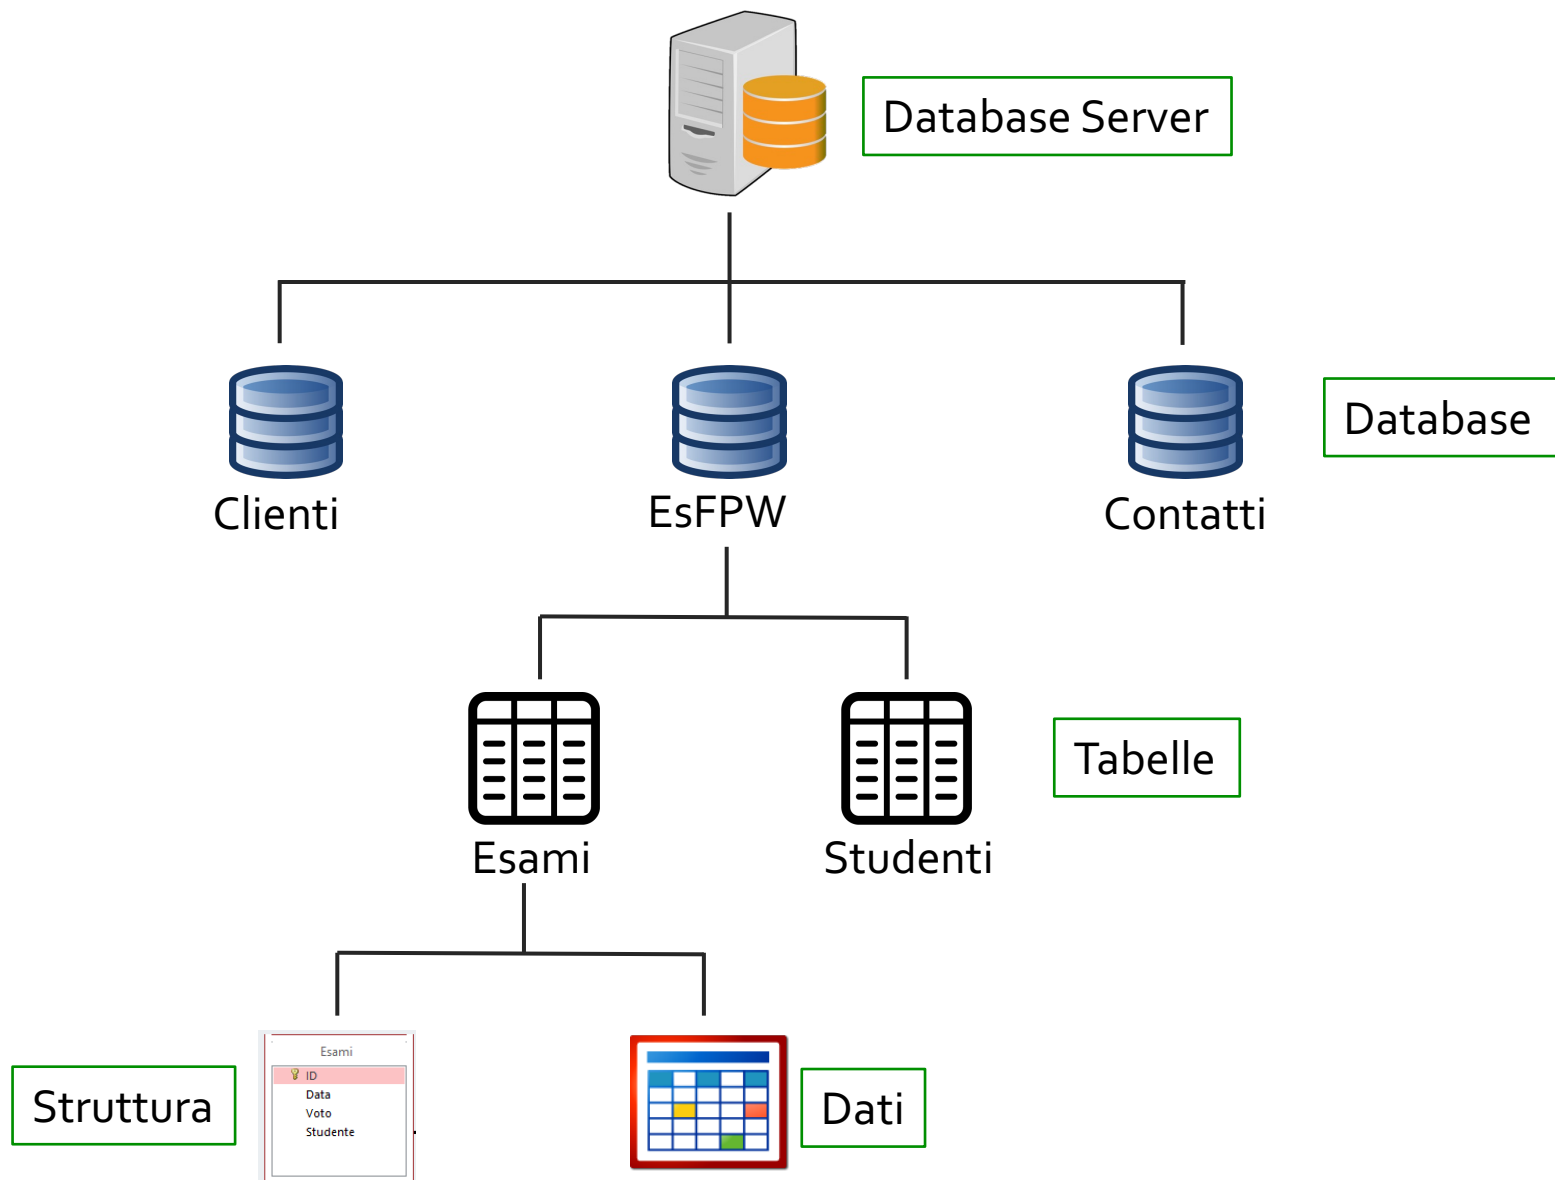 Database Server
Clienti
EsFPW
Contatti
Database
Esami
Studenti
Tabelle
Struttura
Esami
ID
Data
Voto
Studente
Dati